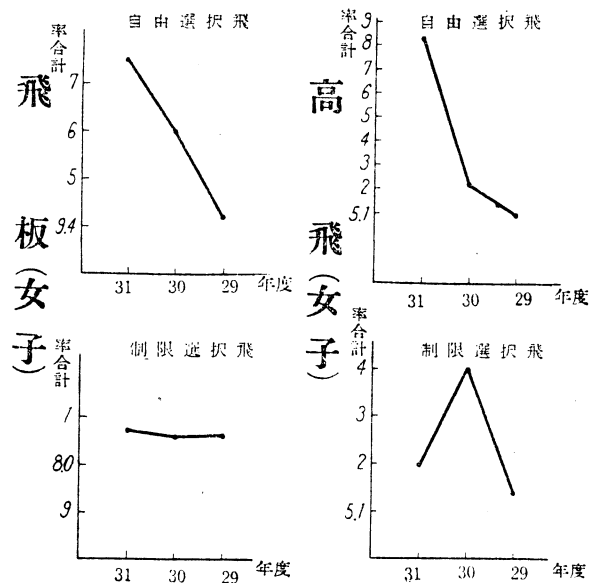 飛板(女子)
自由選択飛
率合計
7
6
5
9.4
31 30 29 年度
制限選択飛
率合計
1
8.0
9
31 30 29 年度
高飛(女子)
自由選択飛
率合計
9
8
7
6
5
4
3
2
5.1
31 30 29 年度
制限選択飛
率合計
4
3
2
5.1
31 30 29 年度